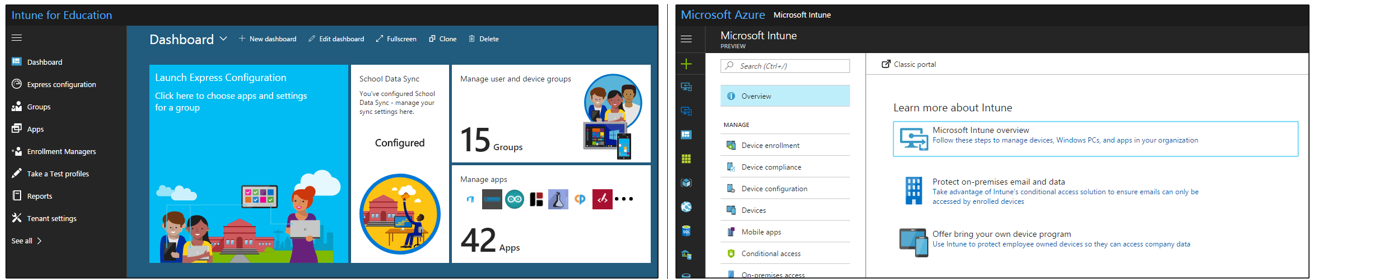 Intune for Education
Dashboard
Express configuration
Groups
Apps
Enrollment Managers
Take a Test profiles
Reports
Tenant settings
See all
Dashboard
New dashboard
Edit dashboard
Fullscreen
Clone
Delete
Launch Express Configuration
Click here to choose apps and settings
for a group
School Data Sync
You've configured School
Data Sync - manage your
sync settings here.
Configured
Manage user and device groups
15 Groups
Manage apps
42 Apps
Microsoft Azure Microsoft Intune
Microsoft Intune
PREVIEW
Search (Ctrl+/)
Overview
MANAGE
Device enrollment
Device compliance
Device configuration
Devices
Mobile apps
Conditional access
On-premises access
Classic portal
Learn more about Intune
Microsoft Intune overview
Follow these steps to manage devices, Windows PCs, and apps in your organization
Protect on-premises email and data
Take advantage of Intune's conditional access solution to ensure emails can only be
accessed by enrolled devices
Offer bring your own device program
Use Intune to protect employee owned devices so they can access company data